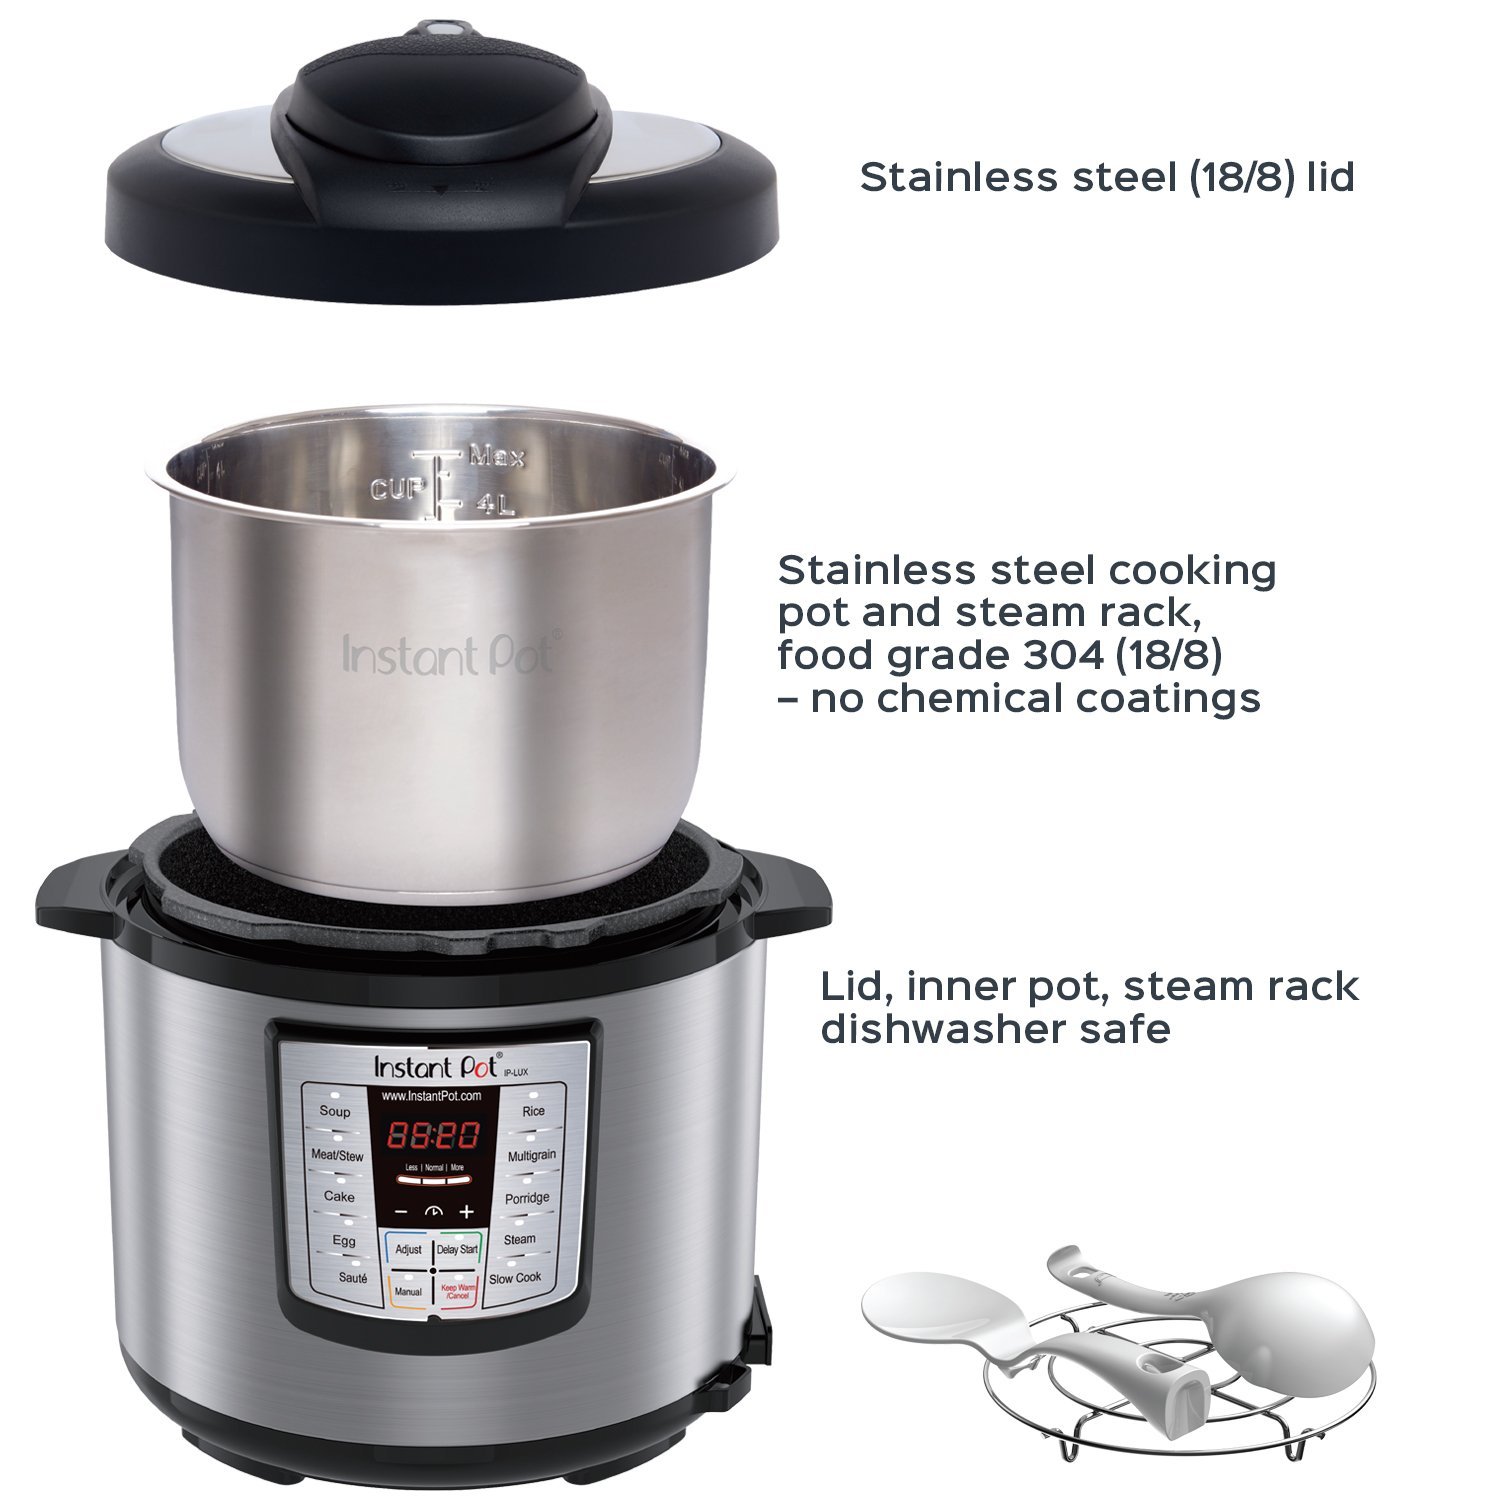 Stainless steel (18/8) lid
Max
CUP
4L
Stainless steel cooking
pot and steam rack,
food grade 304 (18/8)
– no chemical coatings
Instant Pot®
Lid, inner pot, steam rack
dishwasher safe
Instant Pot® IP-LUX
www.InstantPot.com
Soup
Meat/Stew
Cake
Egg
Sauté
88:80
Less | Normal | More
− +
Adjust
Delay Start
Manual
Keep Warm
/Cancel
Rice
Multigrain
Porridge
Steam
Slow Cook